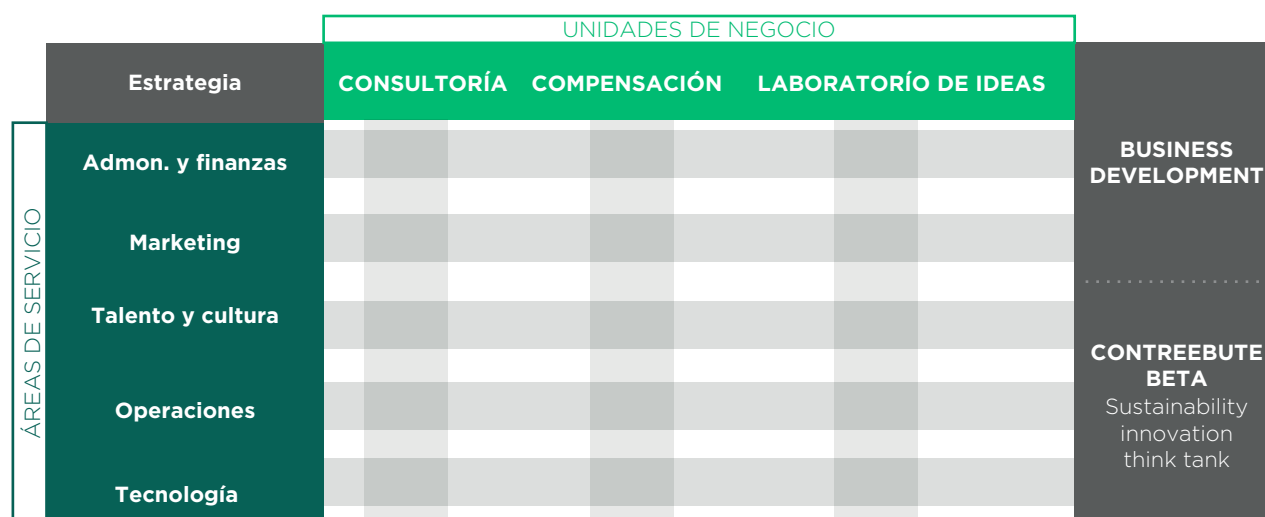 UNIDADES DE NEGOCIO
Estrategia
CONSULTORÍA
COMPENSACIÓN
LABORATORÍO DE IDEAS
ÁREAS DE SERVICIO
Admon. y finanzas
Marketing
Talento y cultura
Operaciones
Tecnología
BUSINESS
DEVELOPMENT
CONTREEBUTE
BETA
Sustainability
innovation
think tank